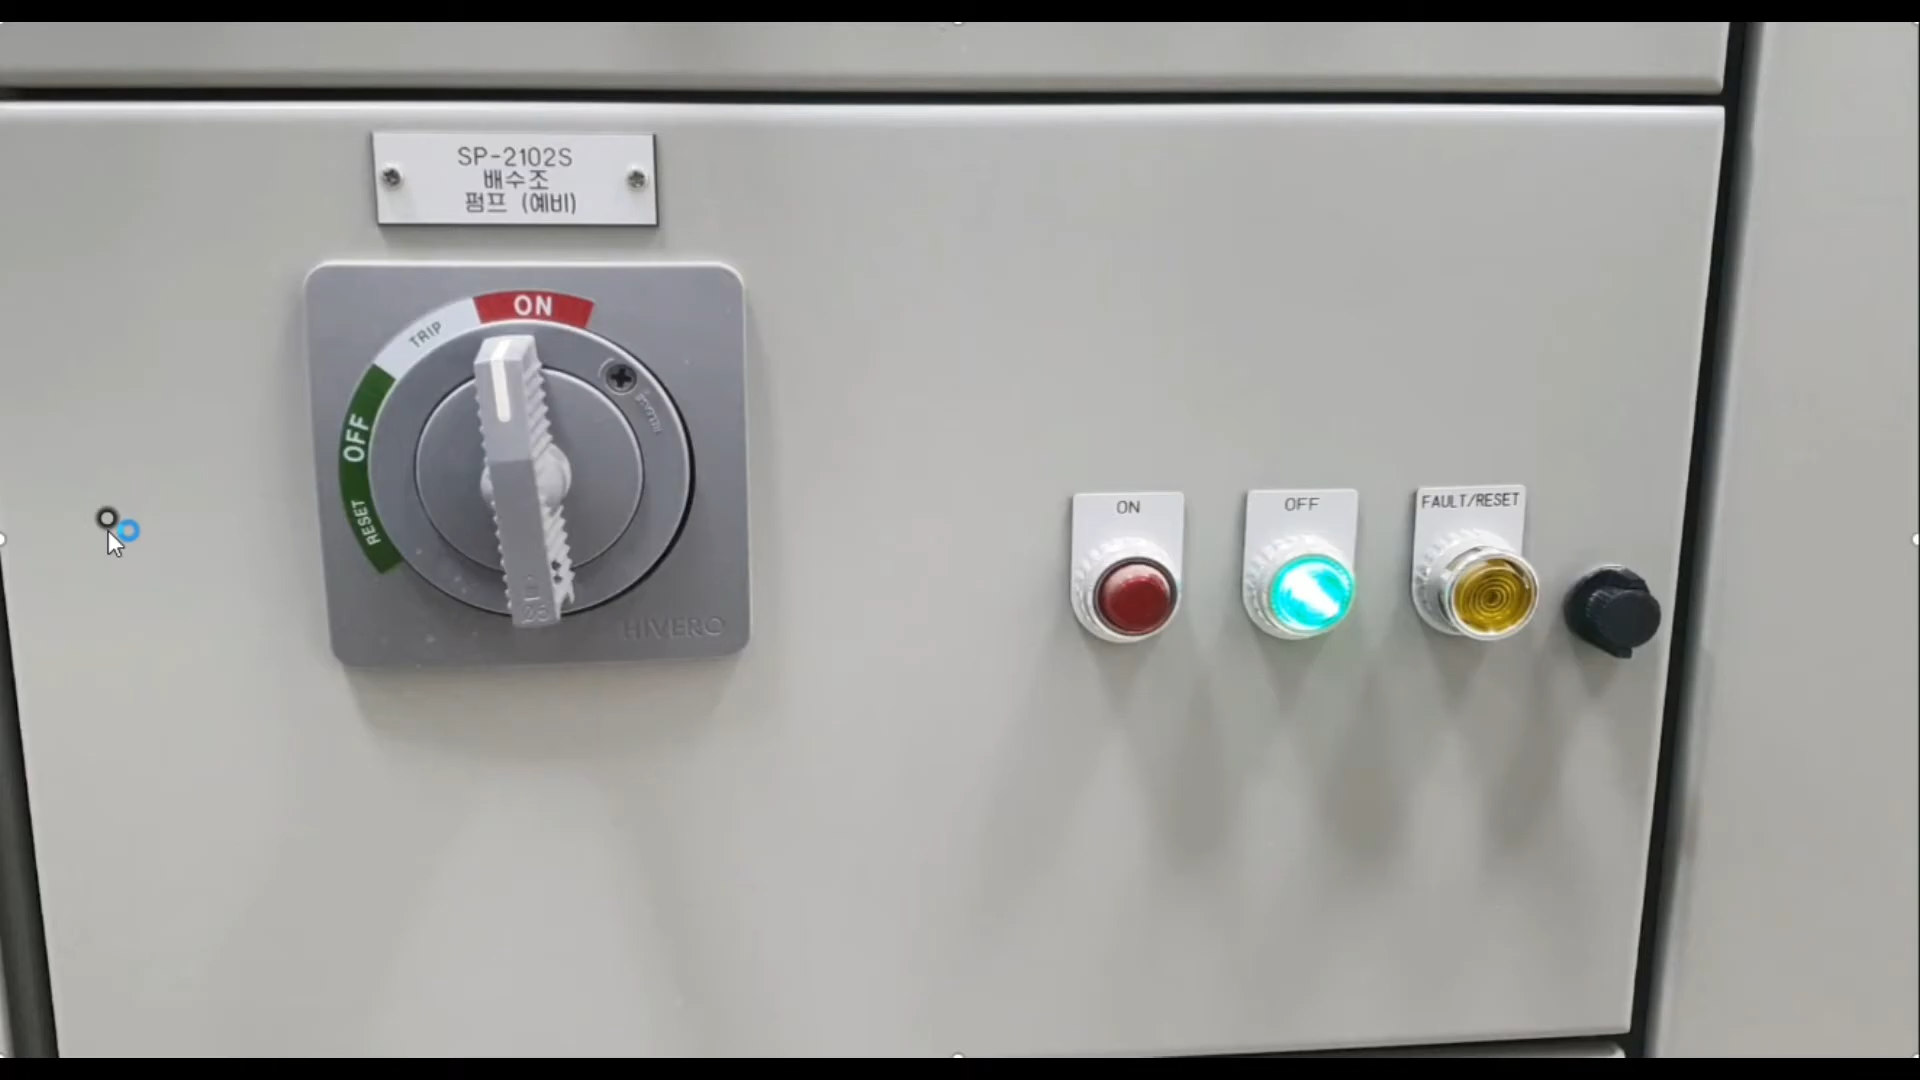 SP-2102S
배수조
펌프 (예비)
ON
TRIP
OFF
RESET
HIVERO
ON
OFF
FAULT/RESET